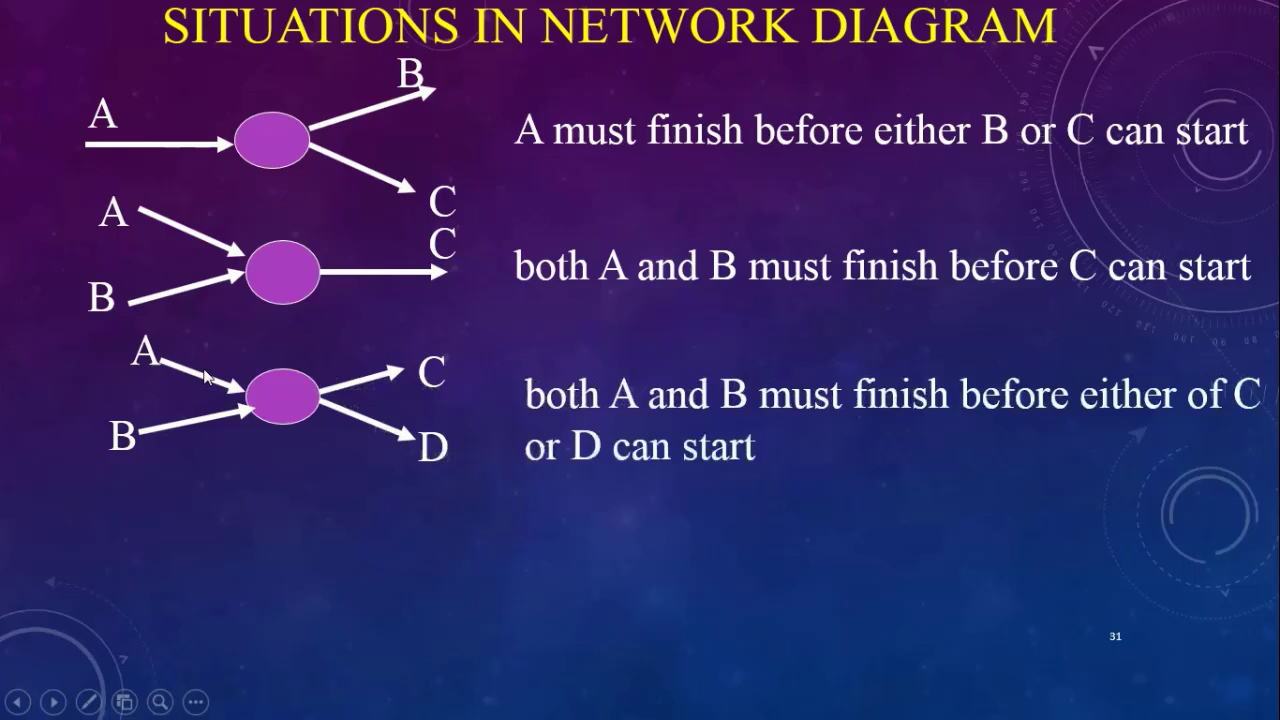 SITUATIONS IN NETWORK DIAGRAM
B
A
A must finish before either B or C can start
C
A
C
both A and B must finish before C can start
B
A
C
both A and B must finish before either of C
or D can start
B
D
31